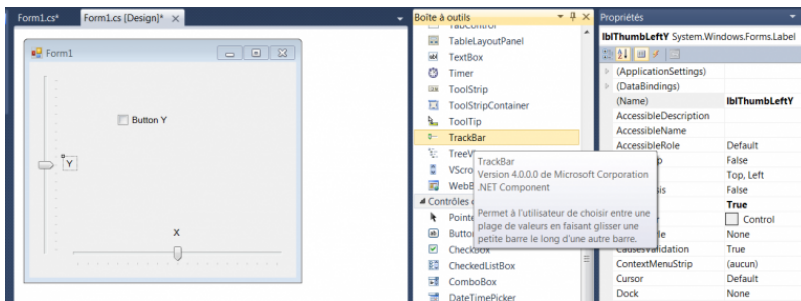 Form1.cs*
Form1.cs [Design]*
Form1
Button Y
Y
X
Boîte à outils
TabControl
TableLayoutPanel
TextBox
Timer
ToolStrip
ToolStripContainer
ToolTip
TrackBar
VScro
WebB
Contrôles
Pointe
Button
CheckBox
CheckedListBox
ComboBox
DateTimePicker
TrackBar
Version 4.0.0.0 de Microsoft Corporation
.NET Component
Permet à l'utilisateur de choisir entre une
plage de valeurs en faisant glisser une
petite barre le long d'une autre barre.
Propriétés
lblThumbLeftY System.Windows.Forms.Label
(ApplicationSettings)
(DataBindings)
(Name) lblThumbLeftY
AccessibleDescription
AccessibleName
AccessibleRole Default
False
Top, Left
False
True
Control
None
CausesValidation True
ContextMenuStrip (aucun)
Cursor Default
Dock None